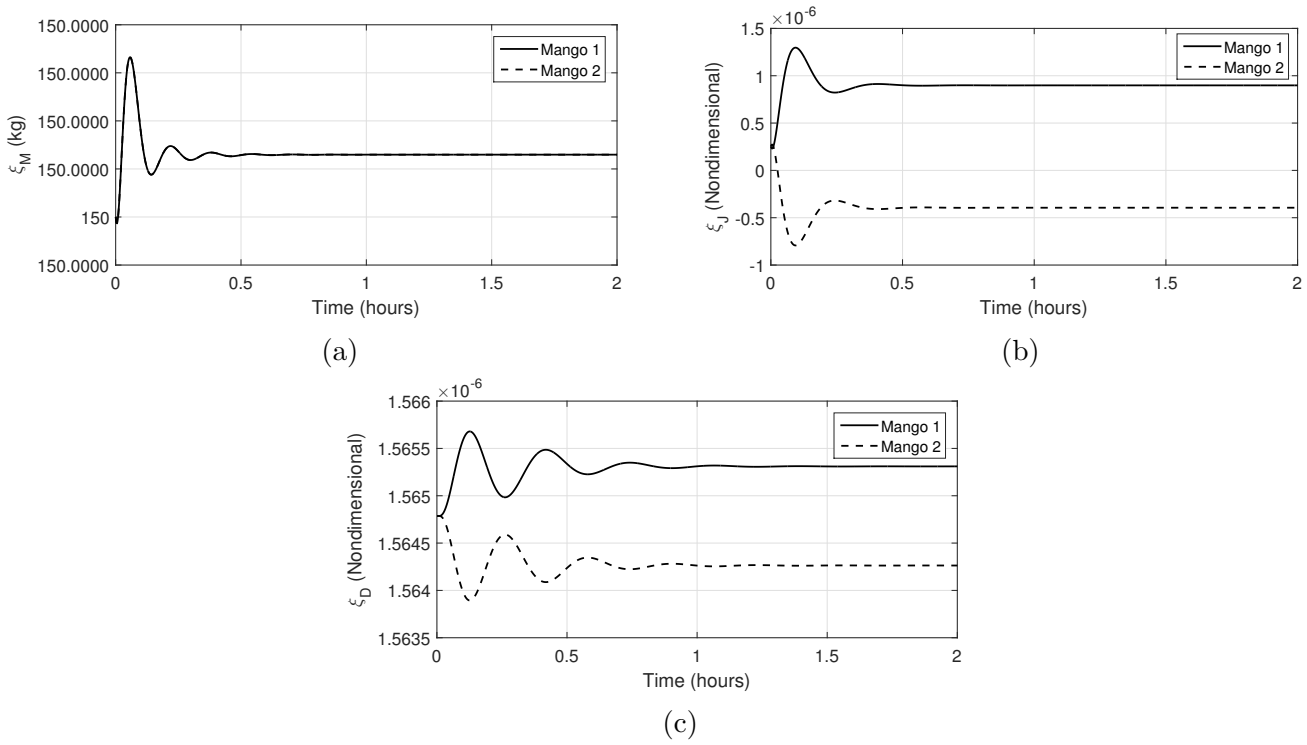 150.0000
150.0000
150.0000
150.0000
150
150.0000
ξ_M (kg)
0 0.5 1 1.5 2
Time (hours)
Mango 1
Mango 2
(a)
×10^-6
1.5
1
0.5
0
-0.5
-1
ξ_J (Nondimensional)
0 0.5 1 1.5 2
Time (hours)
Mango 1
Mango 2
(b)
×10^-6
1.566
1.5655
1.565
1.5645
1.564
1.5635
ξ_D (Nondimensional)
0 0.5 1 1.5 2
Time (hours)
Mango 1
Mango 2
(c)